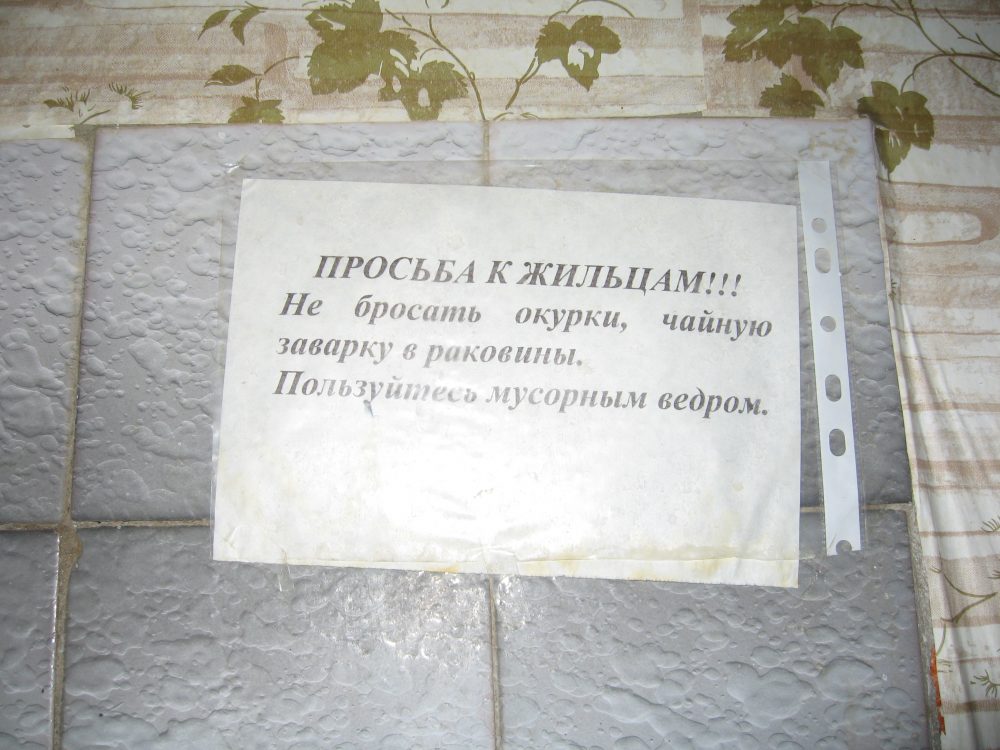 ПРОСЬБА К ЖИЛЬЦАМ!!!
Не бросать окурки, чайную
заварку в раковины.
Пользуйтесь мусорным ведром.